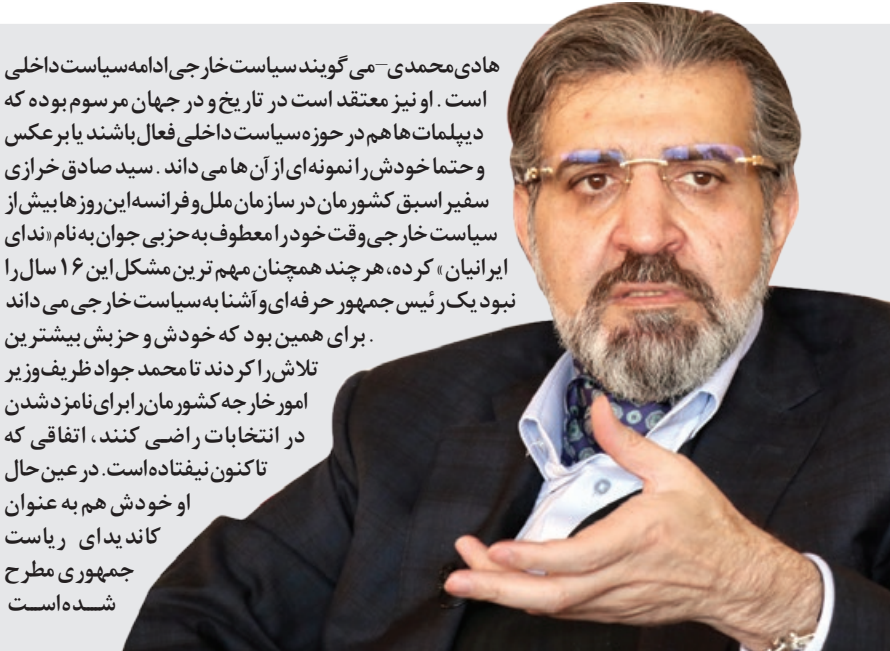 هادی محمدی- می گویند سیاست خارجی ادامه سیاست داخلی
است . او نیز معتقد است در تاریخ و در جهان مرسوم بوده که
دیپلمات ها هم در حوزه سیاست داخلی فعال باشند یا بر عکس
و حتما خودش را نمونه ای از آن ها می داند . سید صادق خرازی
سفیر اسبق کشورمان در سازمان ملل و فرانسه این روزها بیش از
سیاست خارجی وقت خود را معطوف به حزبی جوان به نام «ندای
ایرانیان» کرده، هر چند همچنان مهم ترین مشکل این ۱۶ سال را
نبود یک رئیس جمهور حرفه ای و آشنا به سیاست خارجی می داند
. برای همین بود که خودش و حزبش بیشترین
تلاش را کردند تا محمد جواد ظریف وزیر
امور خارجه کشورمان را برای نامزد شدن
در انتخابات راضی کنند، اتفاقی که
تاکنون نیفتاده است. در عین حال
او خودش هم به عنوان
کاندیدای ریاست
جمهوری مطرح
شده است